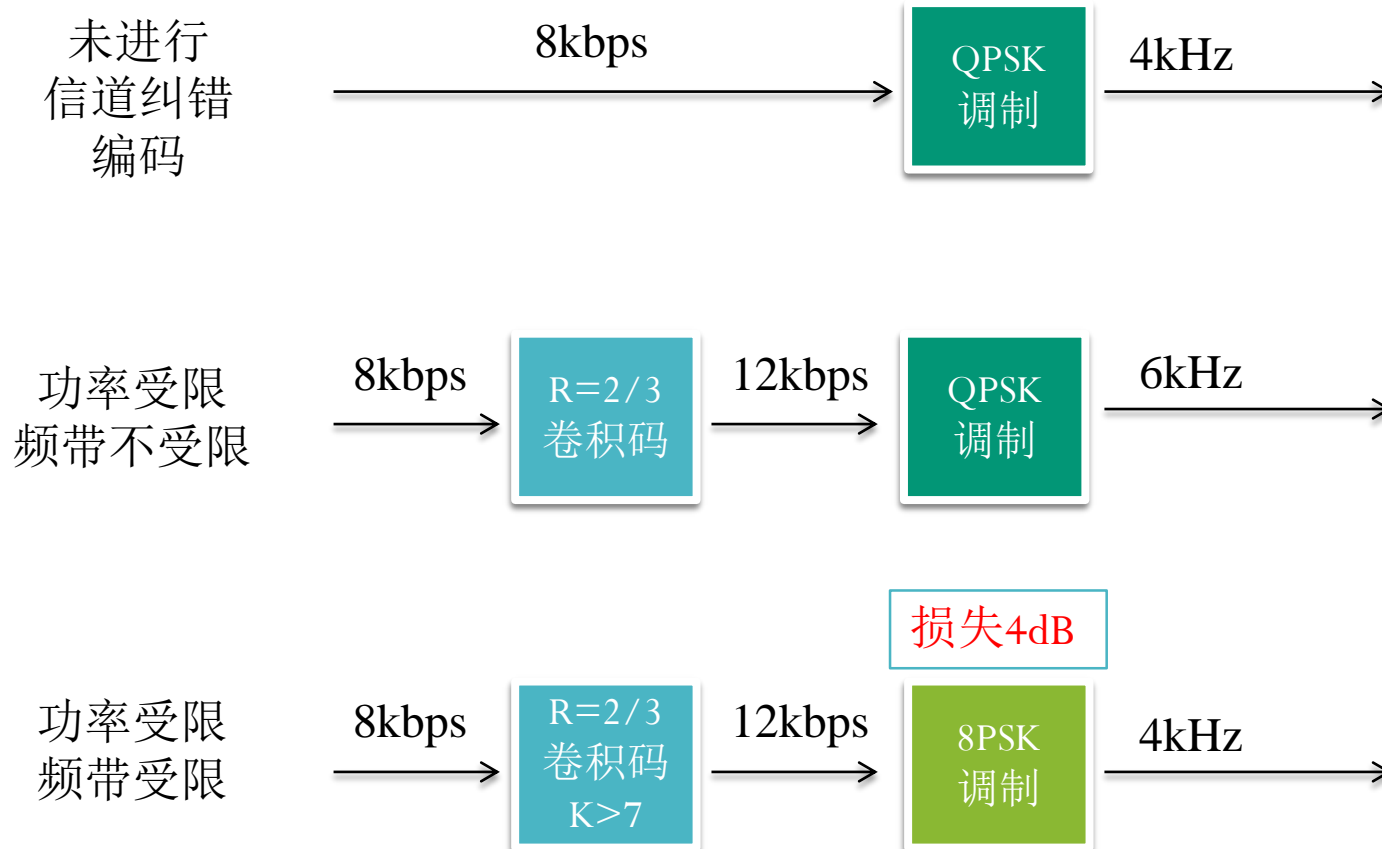 未进行
信道纠错
编码
8kbps
QPSK
调制
4kHz
功率受限
频带不受限
8kbps
R=2/3
卷积码
12kbps
QPSK
调制
6kHz
损失4dB
功率受限
频带受限
8kbps
R=2/3
卷积码
K>7
12kbps
8PSK
调制
4kHz